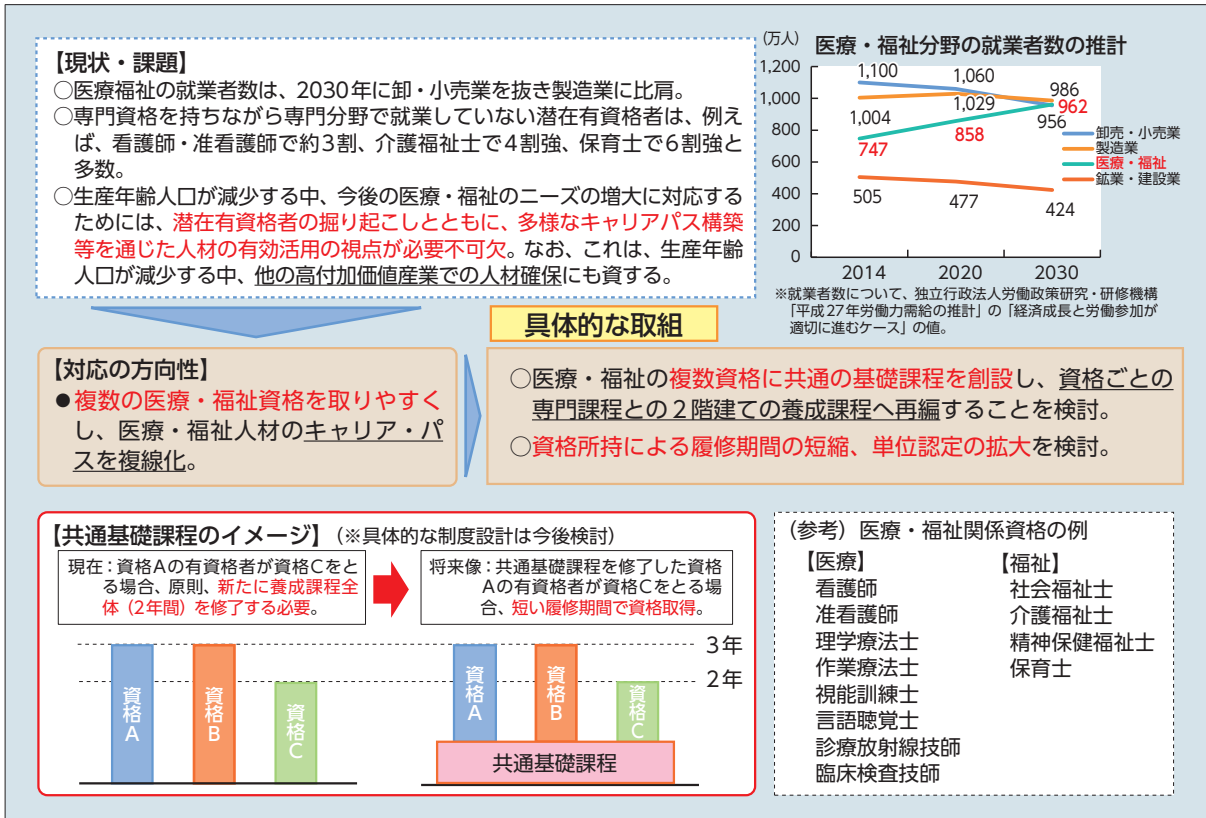 【現状・課題】
○医療福祉の就業者数は、2030年に卸・小売業を抜き製造業に比肩。
○専門資格を持ちながら専門分野で就業していない潜在有資格者は、例え
ば、看護師・准看護師で約3割、介護福祉士で4割強、保育士で6割強と
多数。
○生産年齢人口が減少する中、今後の医療・福祉のニーズの増大に対応する
ためには、潜在有資格者の掘り起こしとともに、多様なキャリアパス構築
等を通じた人材の有効活用の視点が必要不可欠。なお、これは、生産年齢
人口が減少する中、他の高付加価値産業での人材確保にも資する。
(万人)
医療・福祉分野の就業者数の推計
1,200
1,000
800
600
400
200
0
1,100
1,060
986
1,004
1,029
962
956
747
858
505
477
424
2014
2020
2030
卸売・小売業
製造業
医療・福祉
鉱業・建設業
※就業者数について、独立行政法人労働政策研究・研修機構
「平成27年労働力需給の推計」の「経済成長と労働参加が
適切に進むケース」の値。
具体的な取組
【対応の方向性】
●複数の医療・福祉資格を取りやすく
し、医療・福祉人材のキャリア・パ
スを複線化。
○医療・福祉の複数資格に共通の基礎課程を創設し、資格ごとの
専門課程との2階建ての養成課程へ再編することを検討。
○資格所持による履修期間の短縮、単位認定の拡大を検討。
【共通基礎課程のイメージ】(※具体的な制度設計は今後検討)
現在：資格Aの有資格者が資格Cをと
る場合、原則、新たに養成課程全
体(2年間)を修了する必要。
将来像：共通基礎課程を修了した資格
Aの有資格者が資格Cをとる場
合、短い履修期間で資格取得。
3年
2年
資格A
資格B
資格C
資格A
資格B
資格C
共通基礎課程
(参考)医療・福祉関係資格の例
【医療】
看護師
准看護師
理学療法士
作業療法士
視能訓練士
言語聴覚士
診療放射線技師
臨床検査技師
【福祉】
社会福祉士
介護福祉士
精神保健福祉士
保育士